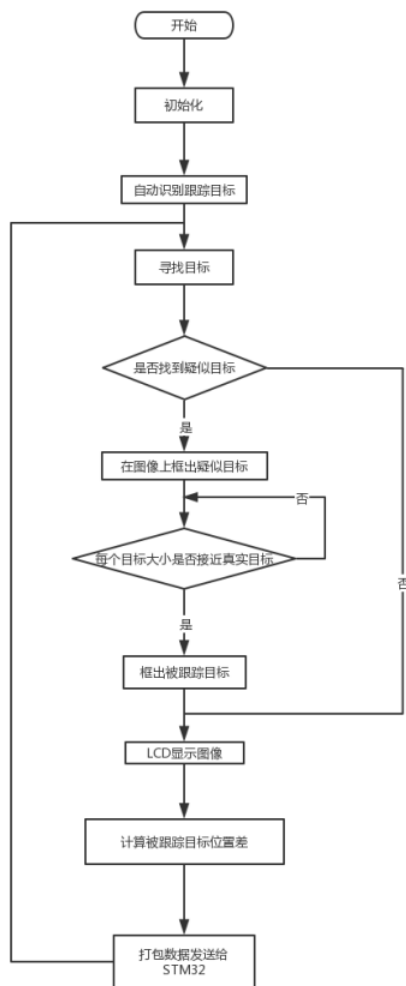 开始
初始化
自动识别跟踪目标
寻找目标
是否找到疑似目标
是
在图像上框出疑似目标
否
每个目标大小是否接近真实目标
否
是
框出被跟踪目标
LCD显示图像
计算被跟踪目标位置差
打包数据发送给
STM32